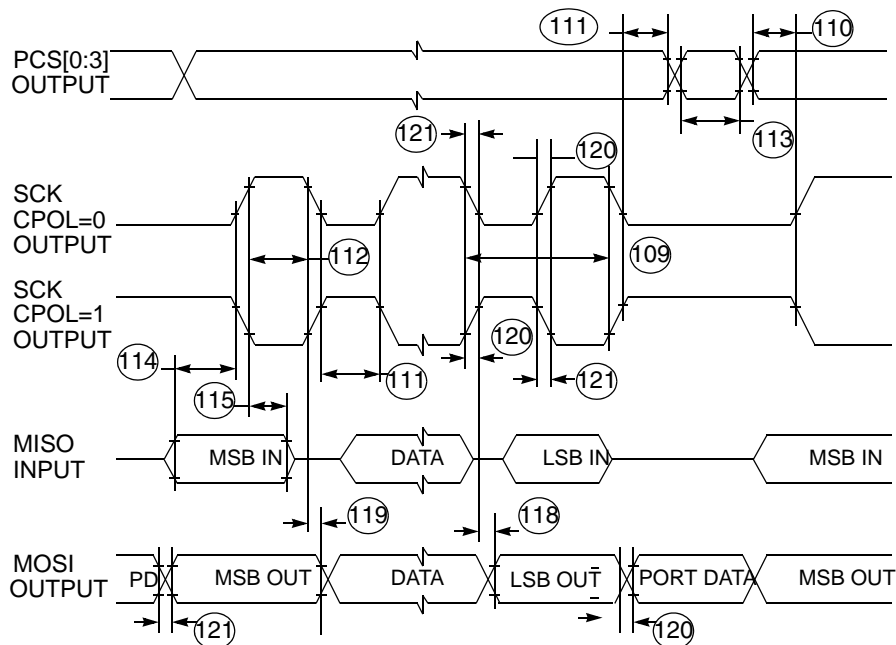 111
110
PCS[0:3]
OUTPUT
121
120
113
SCK
CPOL=0
OUTPUT
112
109
SCK
CPOL=1
OUTPUT
114
120
111
121
115
MISO
INPUT
MSB IN
DATA
LSB IN
MSB IN
119
118
MOSI
OUTPUT
PD
MSB OUT
DATA
LSB OUT
PORT DATA
MSB OUT
121
120